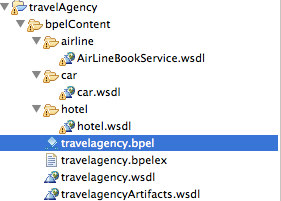 travelAgency
bpelContent
airline
AirLineBookService.wsdl
car
car.wsdl
hotel
hotel.wsdl
travelagency.bpel
travelagency.bpelex
travelagency.wsdl
travelagencyArtifacts.wsdl